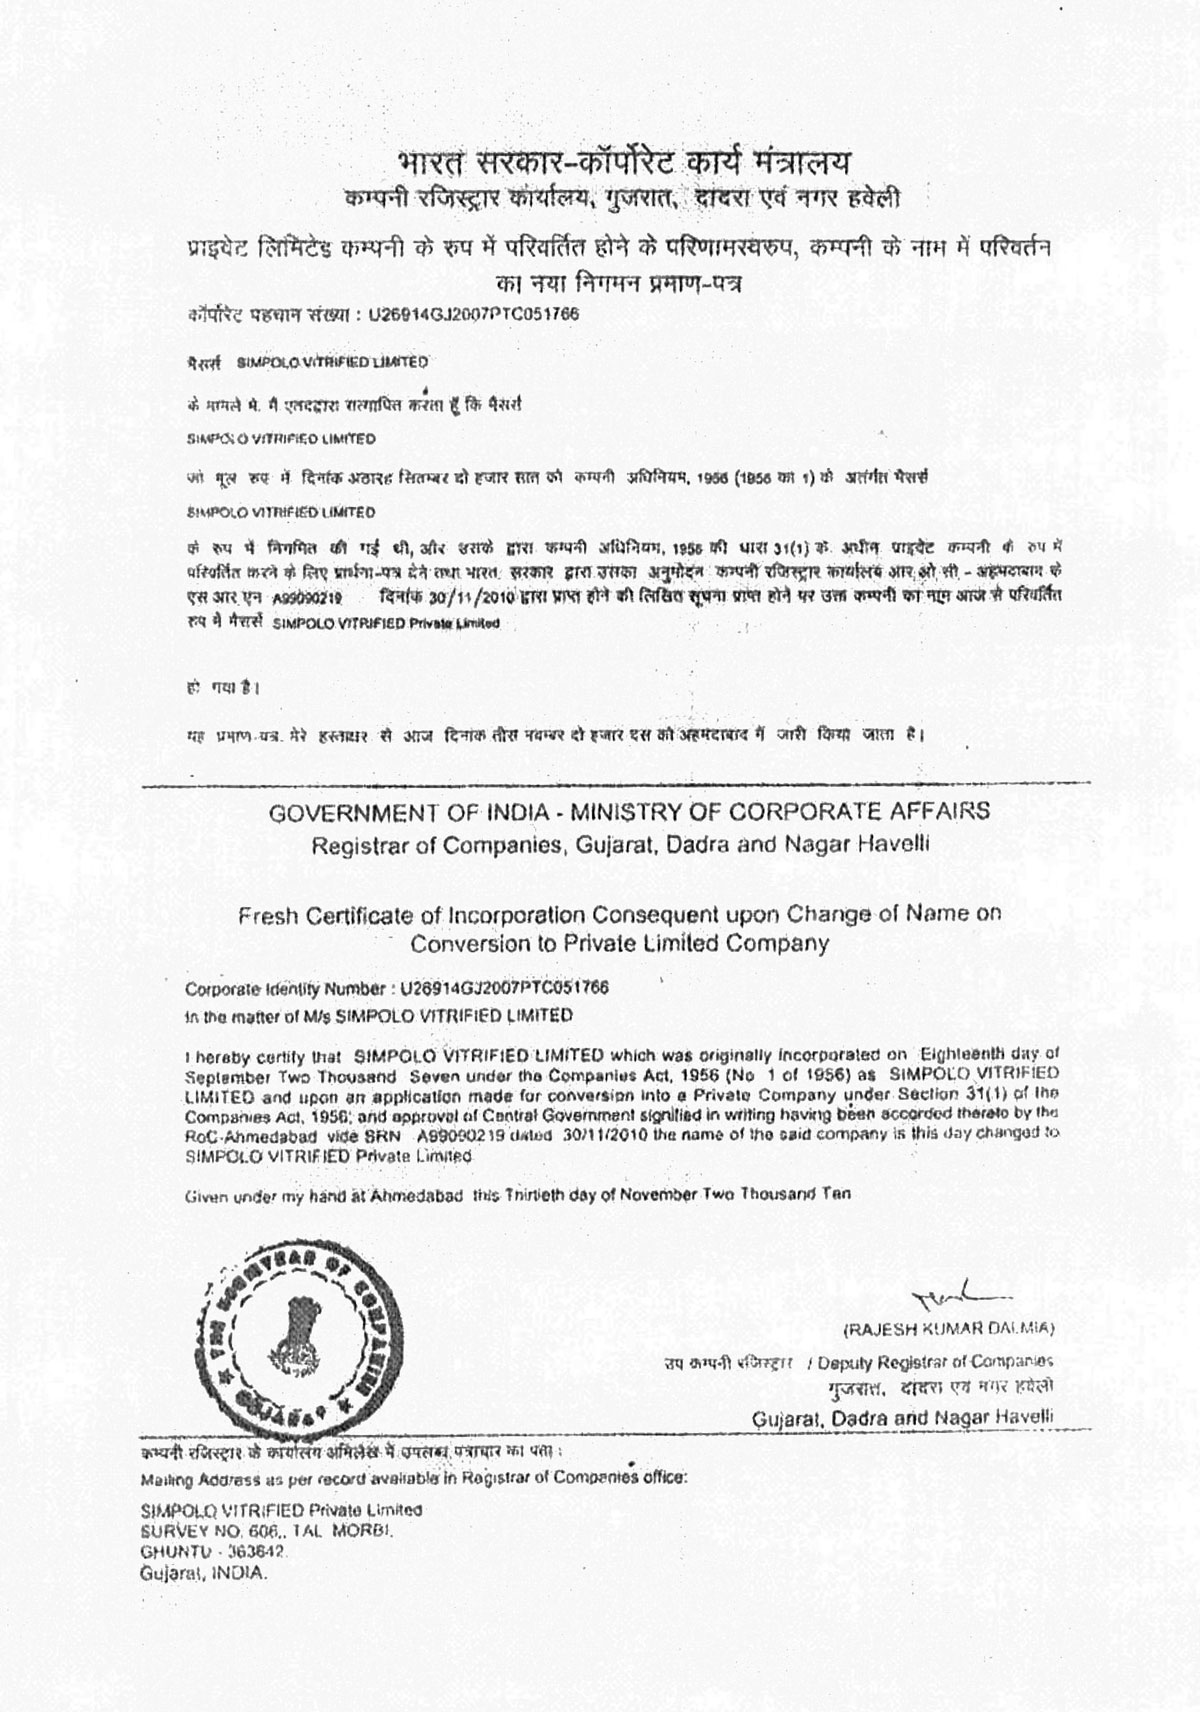 भारत सरकार-कॉर्पोरेट कार्य मंत्रालय
कम्पनी रजिस्ट्रार कार्यालय, गुजरात, दादरा एवं नगर हवेली
प्राइवेट लिमिटेड कम्पनी के रुप में परिवर्तित होने के परिणामस्वरुप, कम्पनी के नाम में परिवर्तन
का नया निगमन प्रमाण-पत्र
कॉर्पोरेट पहचान संख्या : U26914GJ2007PTC051766
मैसर्स SIMPOLO VITRIFIED LIMITED
के मामले मे. मै एतदद्वारा सत्यापित करता हूँ कि मैसर्स
SIMPOLO VITRIFIED LIMITED
जो मूल रुप में दिनांक अठारह सितम्बर दो हजार सात को कम्पनी अधिनियम, 1956 (1956 का 1) के अतंर्गत मैसर्स
SIMPOLO VITRIFIED LIMITED
के रुप में निगमित की गई थी, और उसके द्वारा कम्पनी अधिनियम, 1956 की धारा 31(1) के अधीन प्राइवेट कम्पनी के रुप में
परिवर्तित करने के लिए प्रार्थना-पत्र देने तथा भारत सरकार द्वारा उसका अनुमोदन कम्पनी रजिस्ट्रार कार्यालय आर ओ सी - अहमदाबाद के
एस आर एन A99090219 दिनांक 30/11/2010 द्वारा प्राप्त होने की लिखित सूचना प्राप्त होने पर उक्त कम्पनी का नाम आज से परिवर्तित
रुप में मैसर्स SIMPOLO VITRIFIED Private Limited
हो गया है।
यह प्रमाण-पत्र. मेरे हस्ताक्षर से आज दिनांक तीस नवम्बर दो हजार दस को अहमदाबाद में जारी किया जाता है।
GOVERNMENT OF INDIA - MINISTRY OF CORPORATE AFFAIRS
Registrar of Companies, Gujarat, Dadra and Nagar Havelli
Fresh Certificate of Incorporation Consequent upon Change of Name on
Conversion to Private Limited Company
Corporate Identity Number : U26914GJ2007PTC051766
In the matter of M/s SIMPOLO VITRIFIED LIMITED
I hereby certify that SIMPOLO VITRIFIED LIMITED which was originally incorporated on Eighteenth day of
September Two Thousand Seven under the Companies Act, 1956 (No 1 of 1956) as SIMPOLO VITRIFIED
LIMITED and upon an application made for conversion into a Private Company under Section 31(1) of the
Companies Act, 1956; and approval of Central Government signified in writing having been accorded thereto by the
RoC-Ahmedabad vide SRN A99090219 dated 30/11/2010 the name of the said company is this day changed to
SIMPOLO VITRIFIED Private Limited
Given under my hand at Ahmedabad this Thirtieth day of November Two Thousand Ten
THE REGISTRAR OF COMPANIES
GUJARAT
(RAJESH KUMAR DALMIA)
उप कम्पनी रजिस्ट्रार / Deputy Registrar of Companies
गुजरात, दादरा एवं नगर हवेली
Gujarat, Dadra and Nagar Havelli
कम्पनी रजिस्ट्रार के कार्यालय अभिलेख में उपलब्ध पत्राचार का पता :
Mailing Address as per record available in Registrar of Companies office:
SIMPOLO VITRIFIED Private Limited
SURVEY NO. 606,, TAL MORBI,
GHUNTU - 363642,
Gujarat, INDIA.